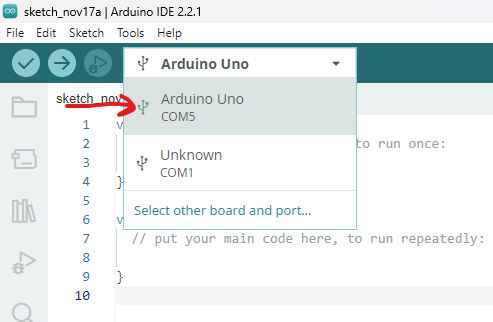 sketch_nov17a | Arduino IDE 2.2.1
File Edit Sketch Tools Help
Arduino Uno
sketch_nov
Arduino Uno
COM5
Unknown
COM1
Select other board and port...
1 v
2 to run once:
3
4 }
5
6 v
7 // put your main code here, to run repeatedly:
8
9 }
10